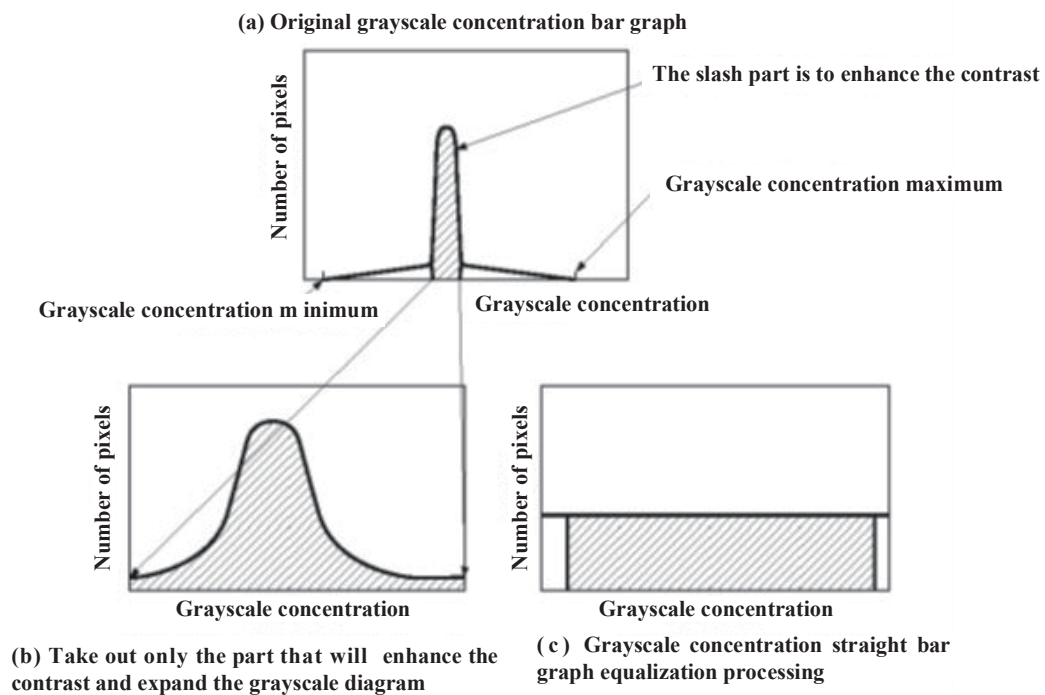 (a) Original grayscale concentration bar graph
The slash part is to enhance the contrast
Number of pixels
Grayscale concentration maximum
Grayscale concentration m inimum
Grayscale concentration
Number of pixels
Grayscale concentration
(b) Take out only the part that will enhance the
contrast and expand the grayscale diagram
Number of pixels
Grayscale concentration
(c) Grayscale concentration straight bar
graph equalization processing